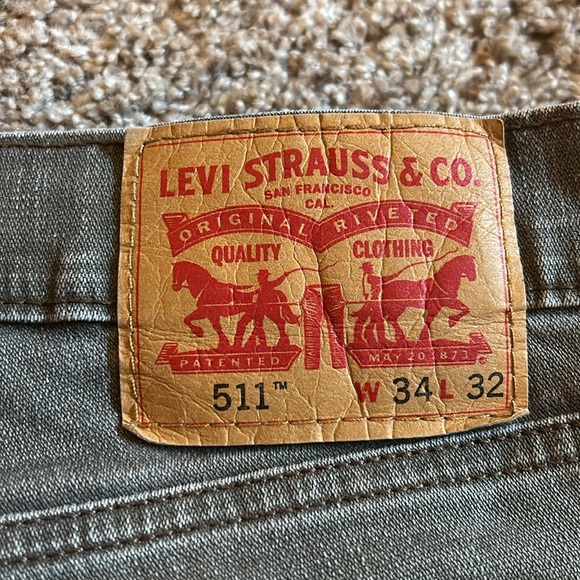 LEVI STRAUSS & CO.
SAN FRANCISCO
CAL.
ORIGINAL RIVETED
QUALITY CLOTHING
PATENTED MAY 20 1873
511™ W 34 L 32